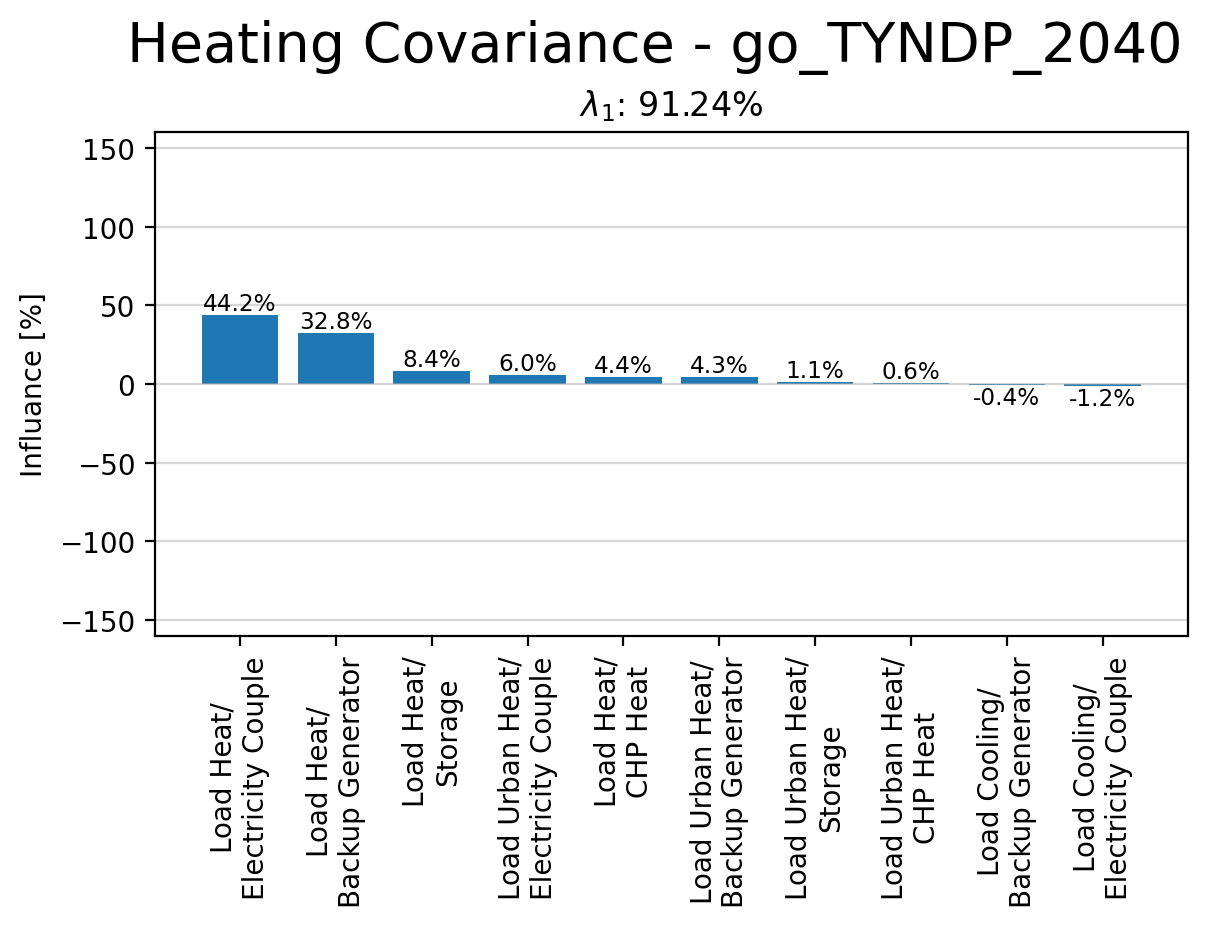 Heating Covariance - go_TYNDP_2040
λ₁: 91.24%
Influance [%]
150
100
50
0
−50
−100
−150
44.2%
32.8%
8.4%
6.0%
4.4%
4.3%
1.1%
0.6%
-0.4%
-1.2%
Load Heat/
Electricity Couple
Load Heat/
Backup Generator
Load Heat/
Storage
Load Urban Heat/
Electricity Couple
Load Heat/
CHP Heat
Load Urban Heat/
Backup Generator
Load Urban Heat/
Storage
Load Urban Heat/
CHP Heat
Load Cooling/
Backup Generator
Load Cooling/
Electricity Couple